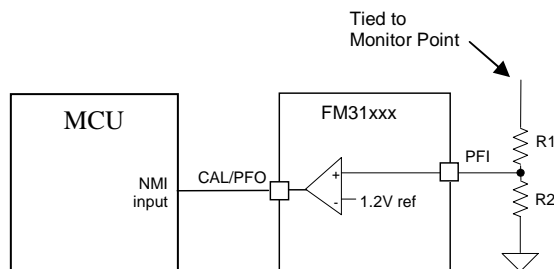 Tied to
Monitor Point
MCU
FM31xxx
R1
CAL/PFO
PFI
+
NMI
input
-
1.2V ref
R2